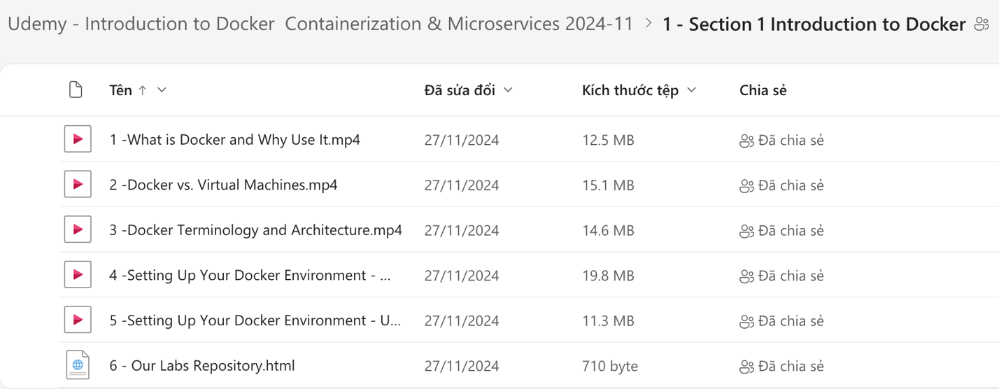 Udemy - Introduction to Docker  Containerization & Microservices 2024-11 > 1 - Section 1 Introduction to Docker
Tên ↑ Đã sửa đổi Kích thước tệp Chia sẻ
1 -What is Docker and Why Use It.mp4 27/11/2024 12.5 MB Đã chia sẻ
2 -Docker vs. Virtual Machines.mp4 27/11/2024 15.1 MB Đã chia sẻ
3 -Docker Terminology and Architecture.mp4 27/11/2024 14.6 MB Đã chia sẻ
4 -Setting Up Your Docker Environment - ... 27/11/2024 19.8 MB Đã chia sẻ
5 -Setting Up Your Docker Environment - U... 27/11/2024 11.3 MB Đã chia sẻ
6 - Our Labs Repository.html 27/11/2024 710 byte Đã chia sẻ